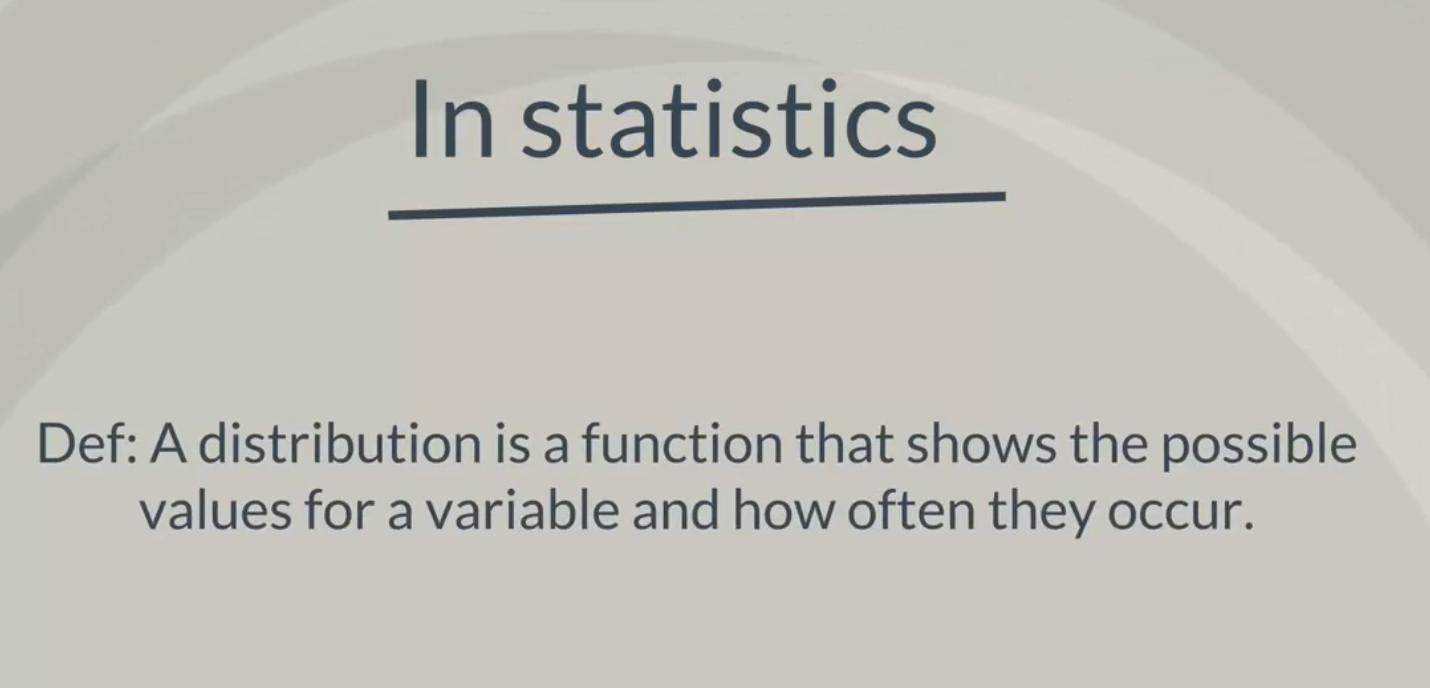 In statistics
Def: A distribution is a function that shows the possible
values for a variable and how often they occur.